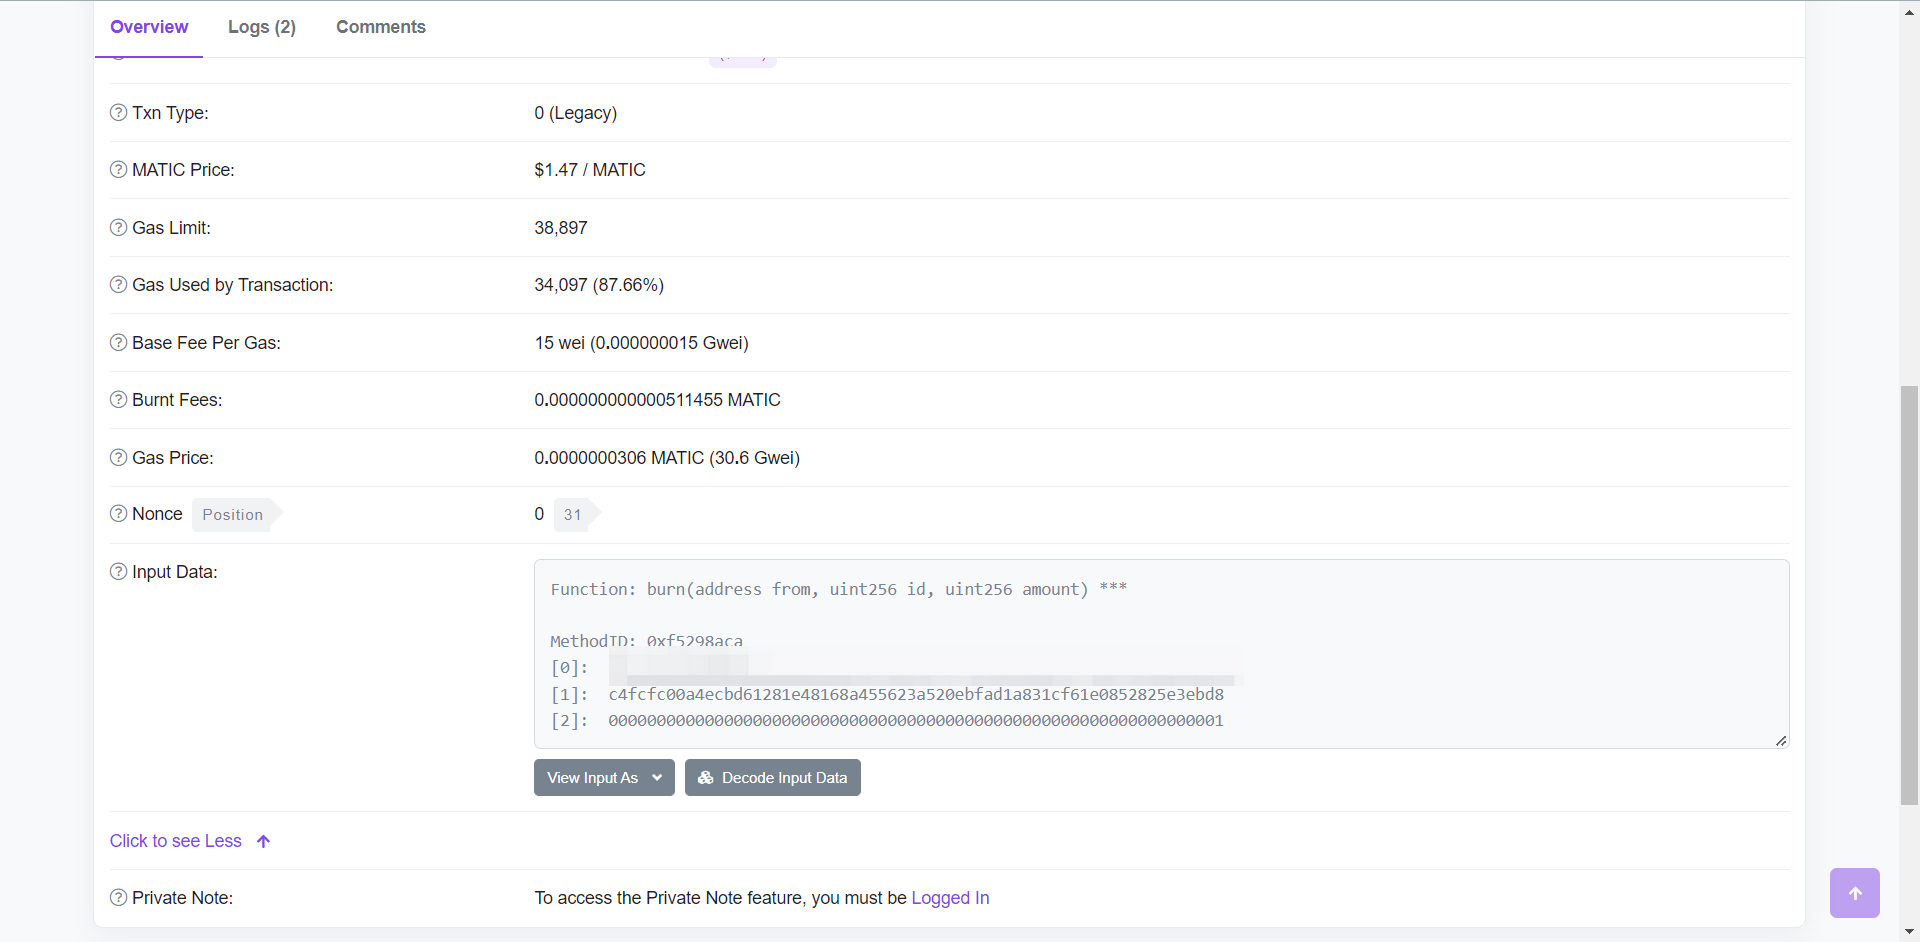 Overview Logs (2) Comments
Txn Type: 0 (Legacy)
MATIC Price: $1.47 / MATIC
Gas Limit: 38,897
Gas Used by Transaction: 34,097 (87.66%)
Base Fee Per Gas: 15 wei (0.000000015 Gwei)
Burnt Fees: 0.000000000000511455 MATIC
Gas Price: 0.0000000306 MATIC (30.6 Gwei)
Nonce Position 0 31
Input Data:
Function: burn(address from, uint256 id, uint256 amount) ***
MethodID: 0xf5298aca
[0]:
[1]: c4fcfc00a4ecbd61281e48168a455623a520ebfad1a831cf61e0852825e3ebd8
[2]: 0000000000000000000000000000000000000000000000000000000000000001
View Input As Decode Input Data
Click to see Less
Private Note: To access the Private Note feature, you must be Logged In